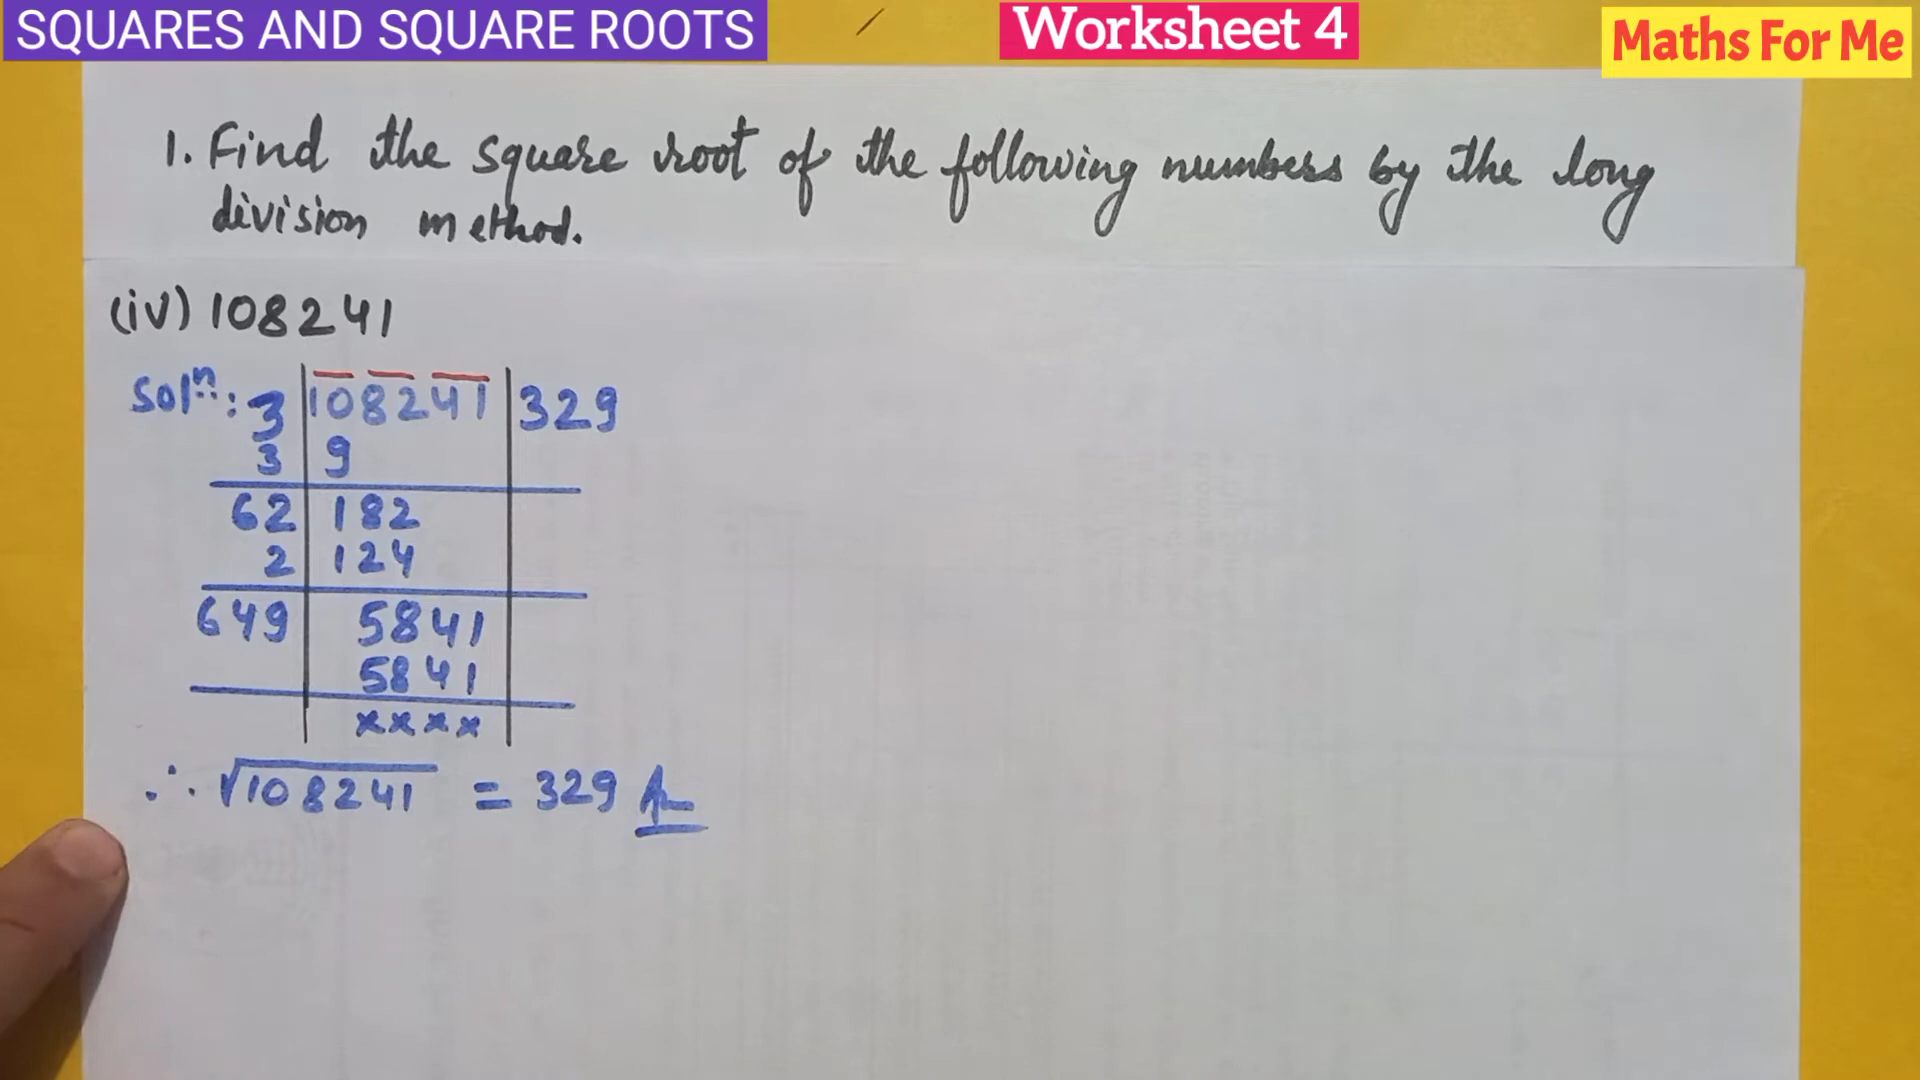 SQUARES AND SQUARE ROOTS
Worksheet 4
Maths For Me
1. Find the square root of the following numbers by the long
division method.
(iv) 108241
Solⁿ: 3 | 108241 | 329
3 | 9
62 | 182
2 | 124
649 | 5841
5841
××××
∴ √108241 = 329